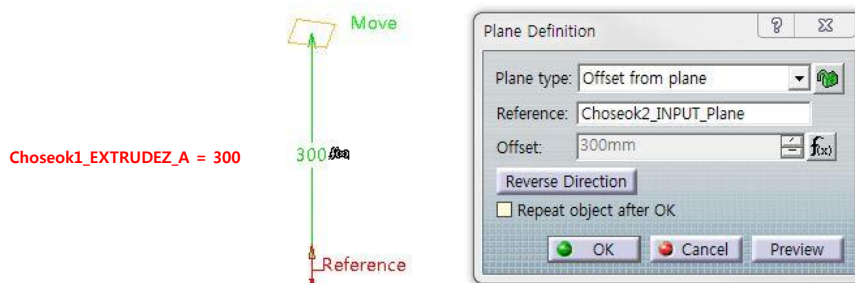 Move
Choseok1_EXTRUDEZ_A = 300
300 f(x)
Reference
Plane Definition
Plane type: Offset from plane
Reference: Choseok2_INPUT_Plane
Offset: 300mm f(x)
Reverse Direction
Repeat object after OK
OK Cancel Preview